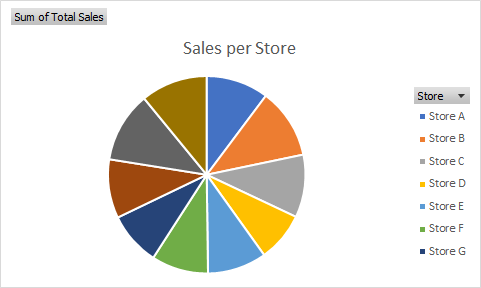 Sum of Total Sales
Sales per Store
Store
Store A
Store B
Store C
Store D
Store E
Store F
Store G